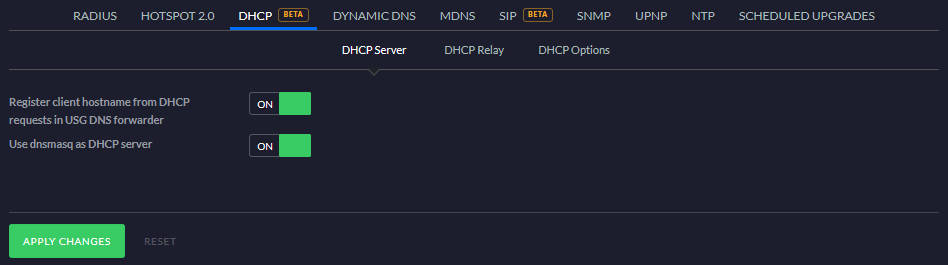 RADIUS HOTSPOT 2.0 DHCP BETA DYNAMIC DNS MDNS SIP BETA SNMP UPNP NTP SCHEDULED UPGRADES
DHCP Server DHCP Relay DHCP Options
Register client hostname from DHCP
requests in USG DNS forwarder
ON
Use dnsmasq as DHCP server
ON
APPLY CHANGES RESET